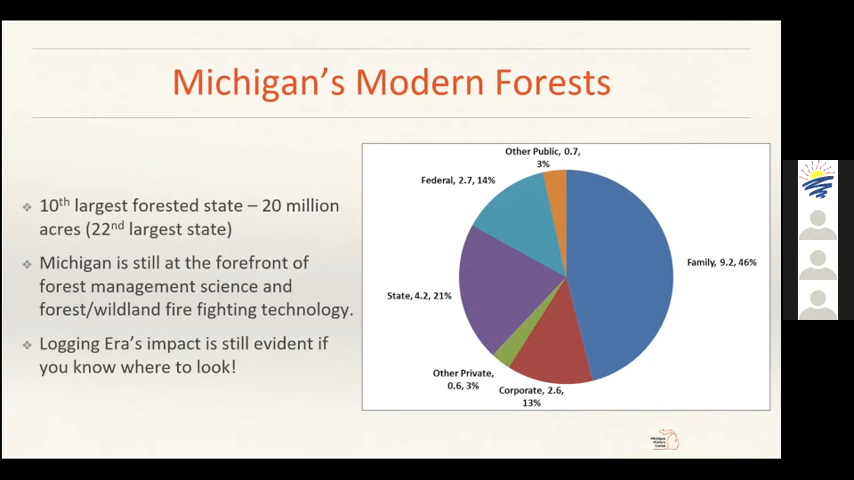 Michigan's Modern Forests
10th largest forested state – 20 million
acres (22nd largest state)
Michigan is still at the forefront of
forest management science and
forest/wildland fire fighting technology.
Logging Era's impact is still evident if
you know where to look!
Other Public, 0.7,
3%
Federal, 2.7, 14%
Family, 9.2, 46%
State, 4.2, 21%
Other Private,
0.6, 3%
Corporate, 2.6,
13%
Michigan
History
Center